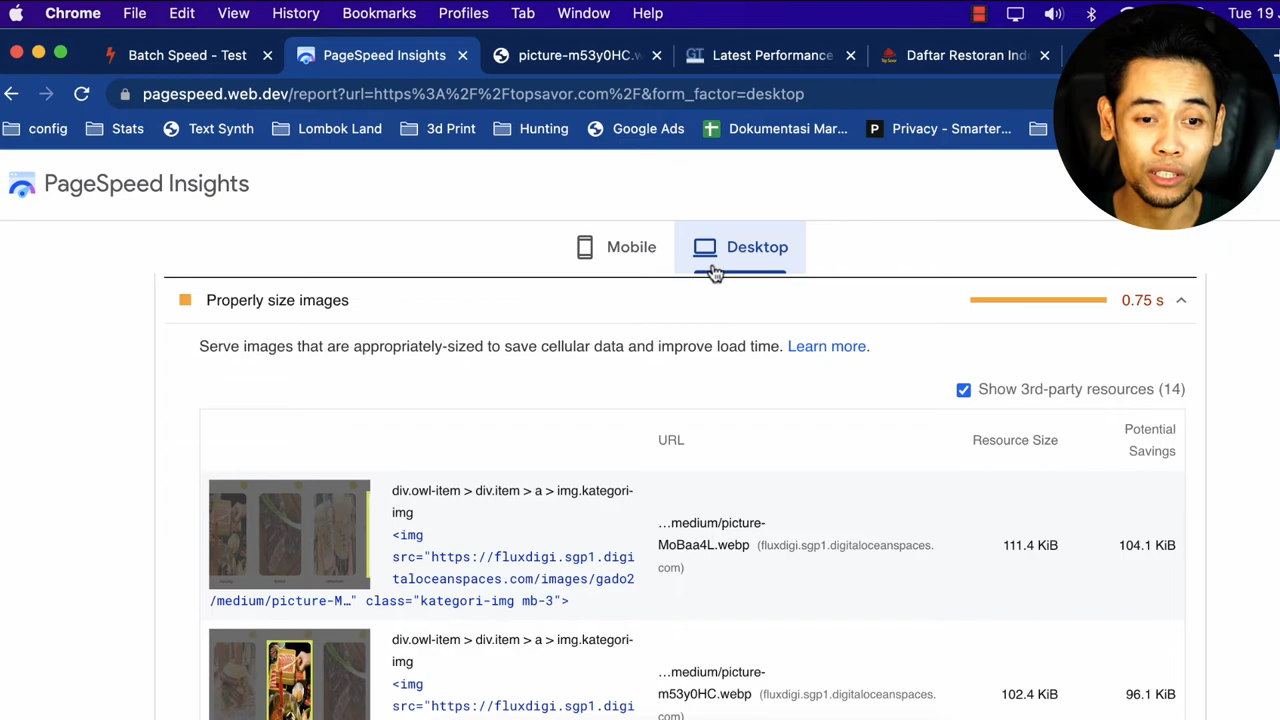 Chrome File Edit View History Bookmarks Profiles Tab Window Help Tue 19
Batch Speed - Test PageSpeed Insights picture-m53y0HC.w GT Latest Performance Daftar Restoran Ind
pagespeed.web.dev/report?url=https%3A%2F%2Ftopsavor.com%2F&form_factor=desktop
config Stats Text Synth Lombok Land 3d Print Hunting Google Ads Dokumentasi Mar... P Privacy - Smarter...
PageSpeed Insights
Mobile Desktop
Properly size images 0.75 s
Serve images that are appropriately-sized to save cellular data and improve load time. Learn more.
Show 3rd-party resources (14)
URL Resource Size Potential
Savings
div.owl-item > div.item > a > img.kategori-
img
<img
src="https://fluxdigi.sgp1.digi
taloceanspaces.com/images/gado2
/medium/picture-M…" class="kategori-img mb-3">
…medium/picture-
MoBaa4L.webp (fluxdigi.sgp1.digitaloceanspaces.
com)
111.4 KiB 104.1 KiB
div.owl-item > div.item > a > img.kategori-
img
<img
src="https://fluxdigi.sgp1.digi
…medium/picture-
m53y0HC.webp (fluxdigi.sgp1.digitaloceanspaces.
com)
102.4 KiB 96.1 KiB